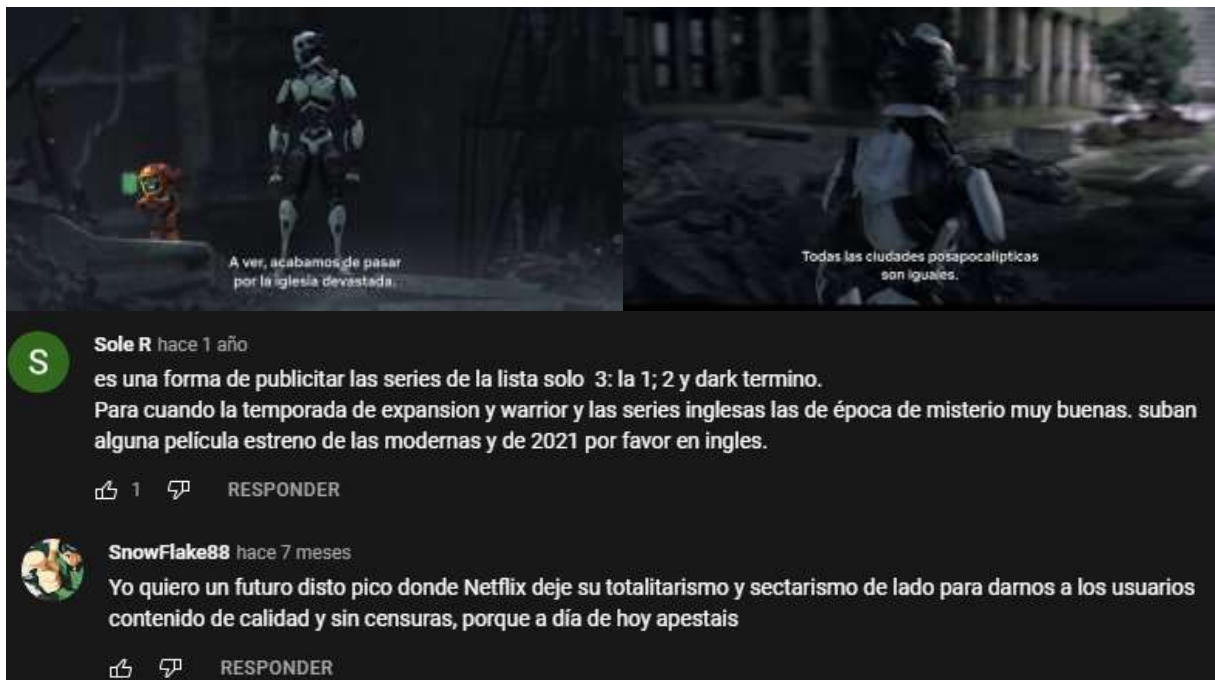 A ver, acabamos de pasar
por la iglesia devastada.
Todas las ciudades posapocalípticas
son iguales.
S
Sole R hace 1 año
es una forma de publicitar las series de la lista solo 3: la 1; 2 y dark termino.
Para cuando la temporada de expansion y warrior y las series inglesas las de época de misterio muy buenas. suban
alguna película estreno de las modernas y de 2021 por favor en ingles.
1 RESPONDER
SnowFlake88 hace 7 meses
Yo quiero un futuro disto pico donde Netflix deje su totalitarismo y sectarismo de lado para darnos a los usuarios
contenido de calidad y sin censuras, porque a día de hoy apestais
RESPONDER